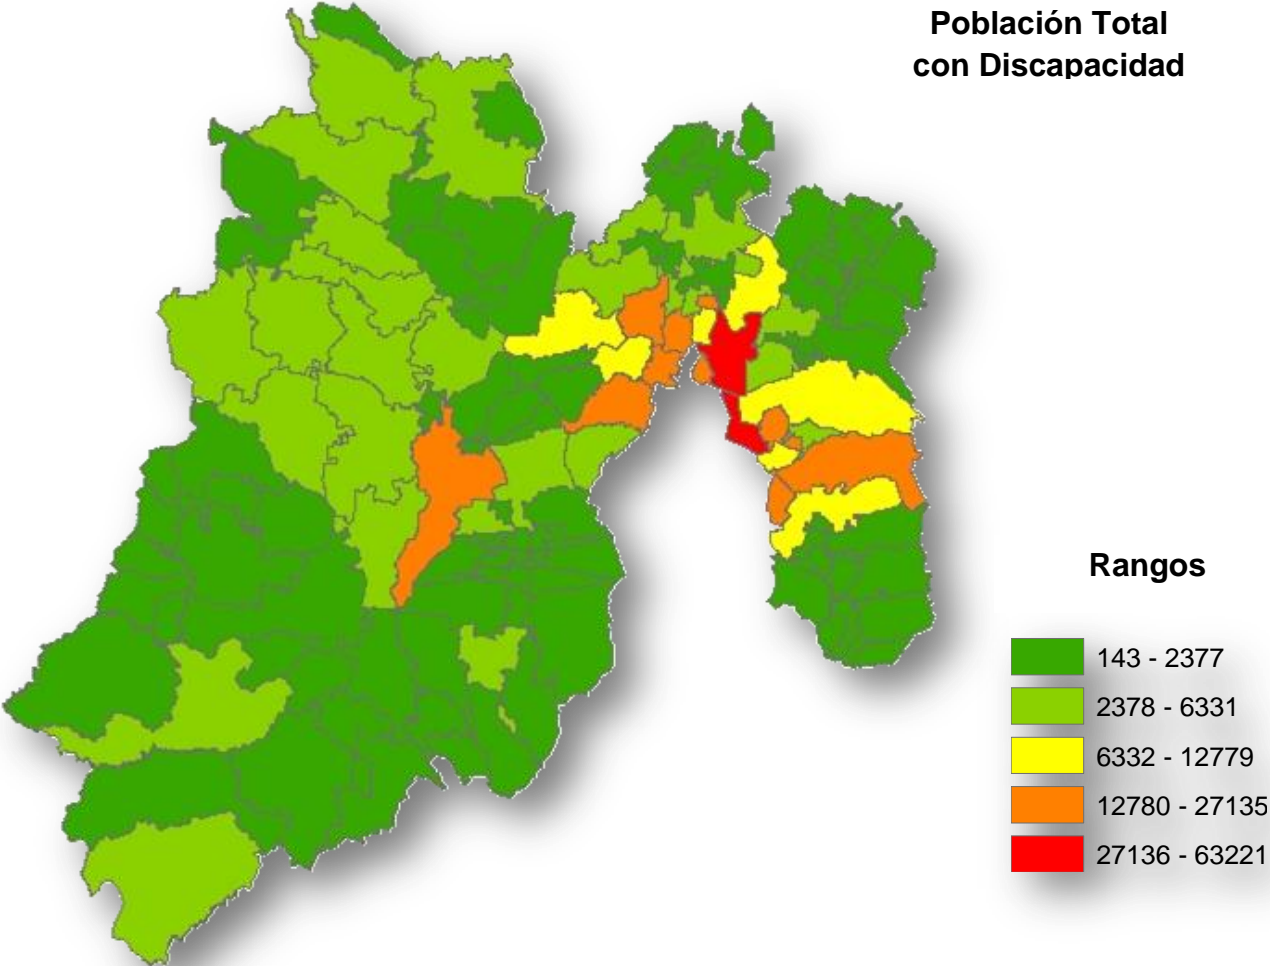 Población Total
con Discapacidad
Rangos
143 - 2377
2378 - 6331
6332 - 12779
12780 - 27135
27136 - 63221